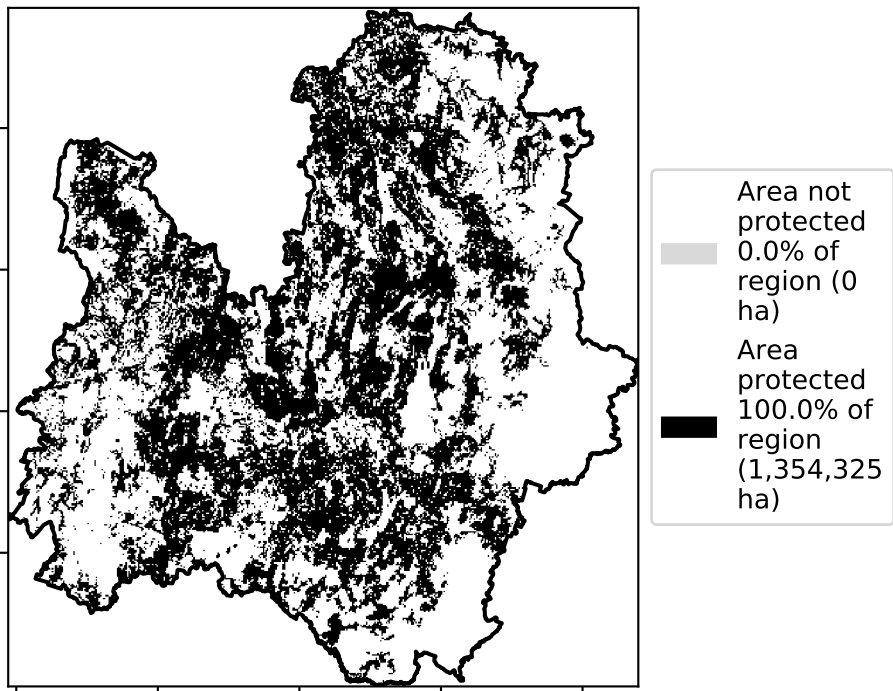 Area not
protected
0.0% of
region (0
ha)
Area
protected
100.0% of
region
(1,354,325
ha)